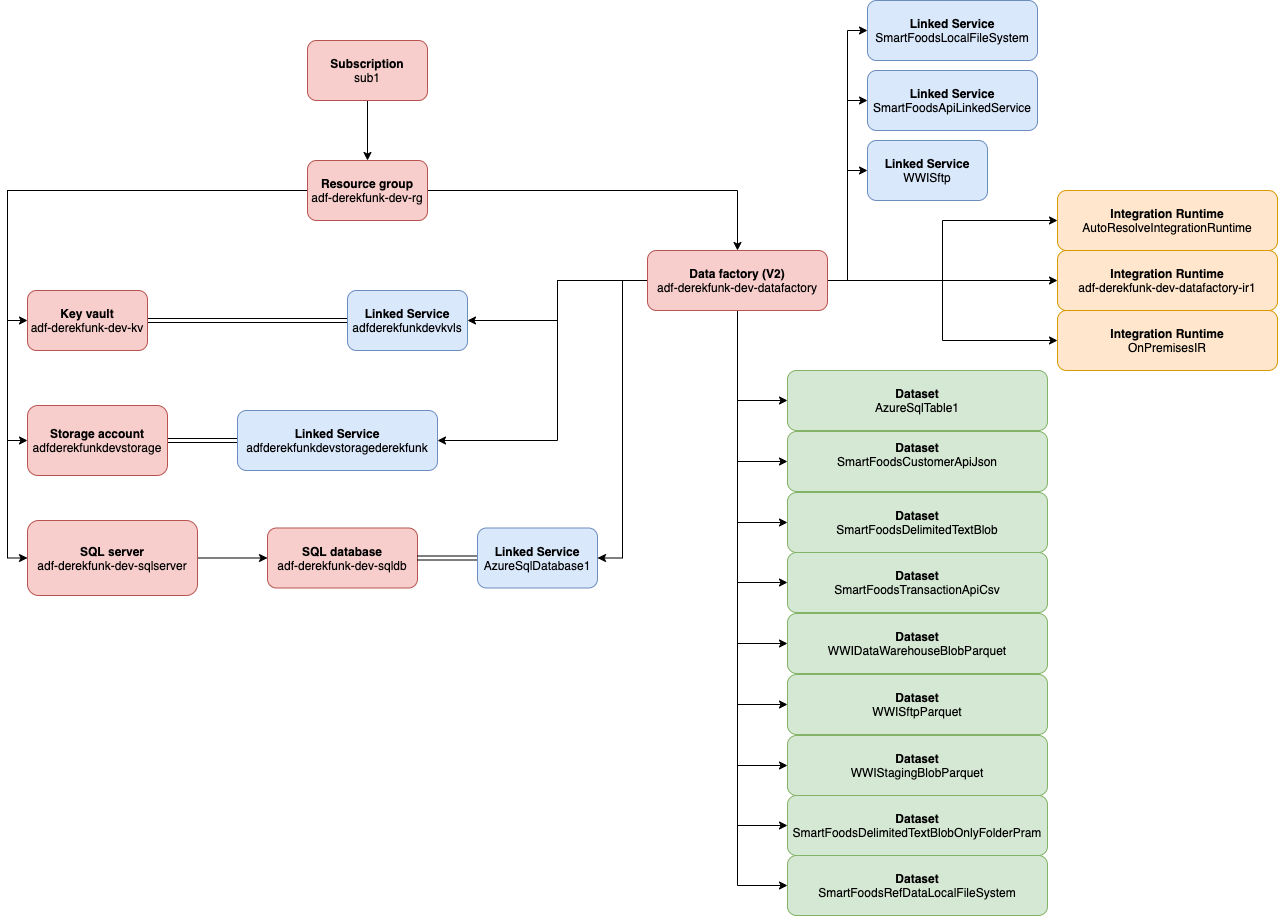 Linked Service
SmartFoodsLocalFileSystem
Subscription
sub1
Linked Service
SmartFoodsApiLinkedService
Linked Service
WWISftp
Resource group
adf-derekfunk-dev-rg
Integration Runtime
AutoResolveIntegrationRuntime
Data factory (V2)
adf-derekfunk-dev-datafactory
Integration Runtime
adf-derekfunk-dev-datafactory-ir1
Key vault
adf-derekfunk-dev-kv
Linked Service
adfderekfunkdevkvls
Integration Runtime
OnPremisesIR
Dataset
AzureSqlTable1
Storage account
adfderekfunkdevstorage
Linked Service
adfderekfunkdevstoragederekfunk
Dataset
SmartFoodsCustomerApiJson
Dataset
SmartFoodsDelimitedTextBlob
SQL server
adf-derekfunk-dev-sqlserver
SQL database
adf-derekfunk-dev-sqldb
Linked Service
AzureSqlDatabase1
Dataset
SmartFoodsTransactionApiCsv
Dataset
WWIDataWarehouseBlobParquet
Dataset
WWISftpParquet
Dataset
WWIStagingBlobParquet
Dataset
SmartFoodsDelimitedTextBlobOnlyFolderPram
Dataset
SmartFoodsRefDataLocalFileSystem